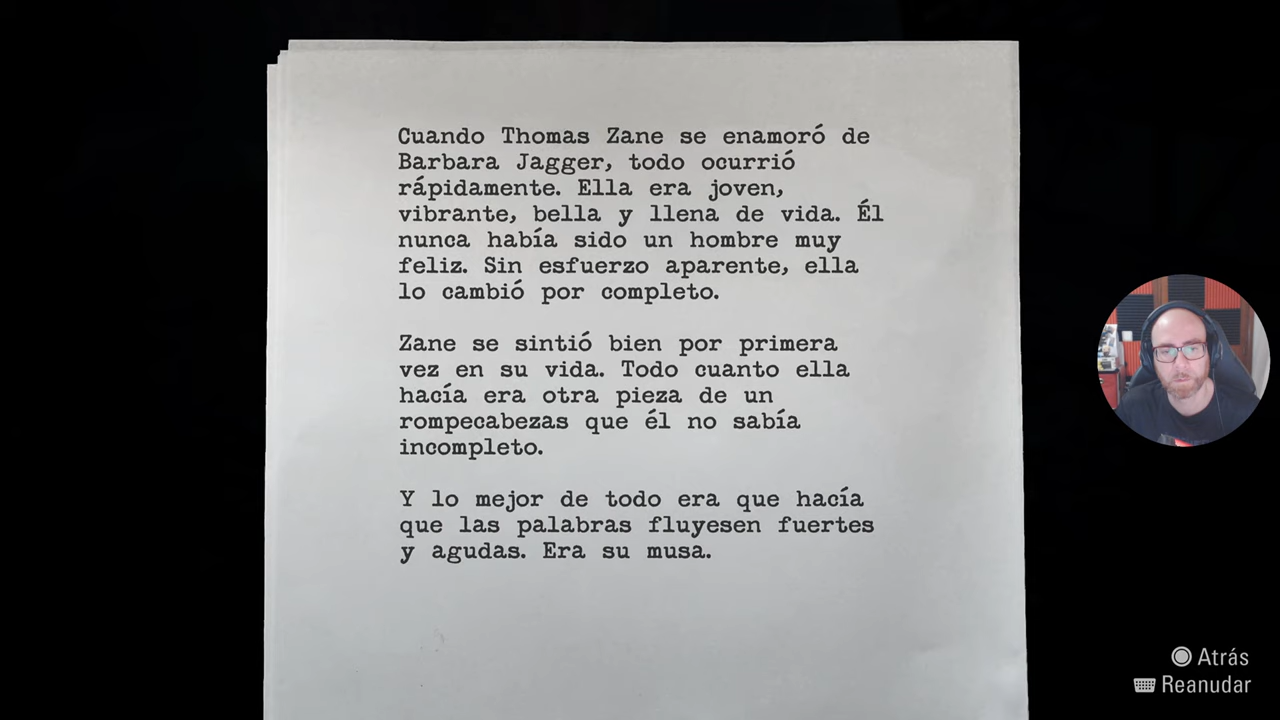 Cuando Thomas Zane se enamoró de
Barbara Jagger, todo ocurrió
rápidamente. Ella era joven,
vibrante, bella y llena de vida. Él
nunca había sido un hombre muy
feliz. Sin esfuerzo aparente, ella
lo cambió por completo.
Zane se sintió bien por primera
vez en su vida. Todo cuanto ella
hacía era otra pieza de un
rompecabezas que él no sabía
incompleto.
Y lo mejor de todo era que hacía
que las palabras fluyesen fuertes
y agudas. Era su musa.
Atrás
Reanudar